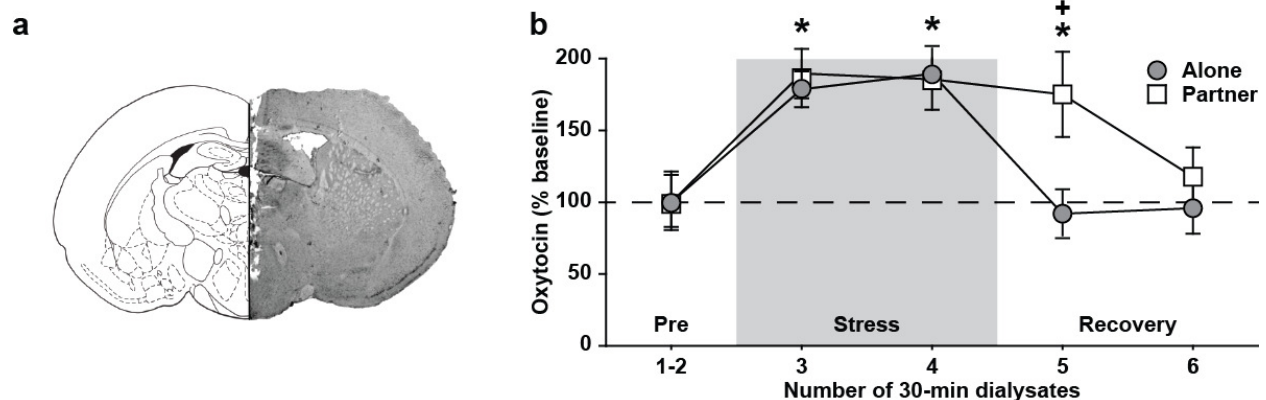 a
b
+
* * *
200
150
100
50
0
Oxytocin (% baseline)
Alone
Partner
Pre Stress Recovery
1-2 3 4 5 6
Number of 30-min dialysates